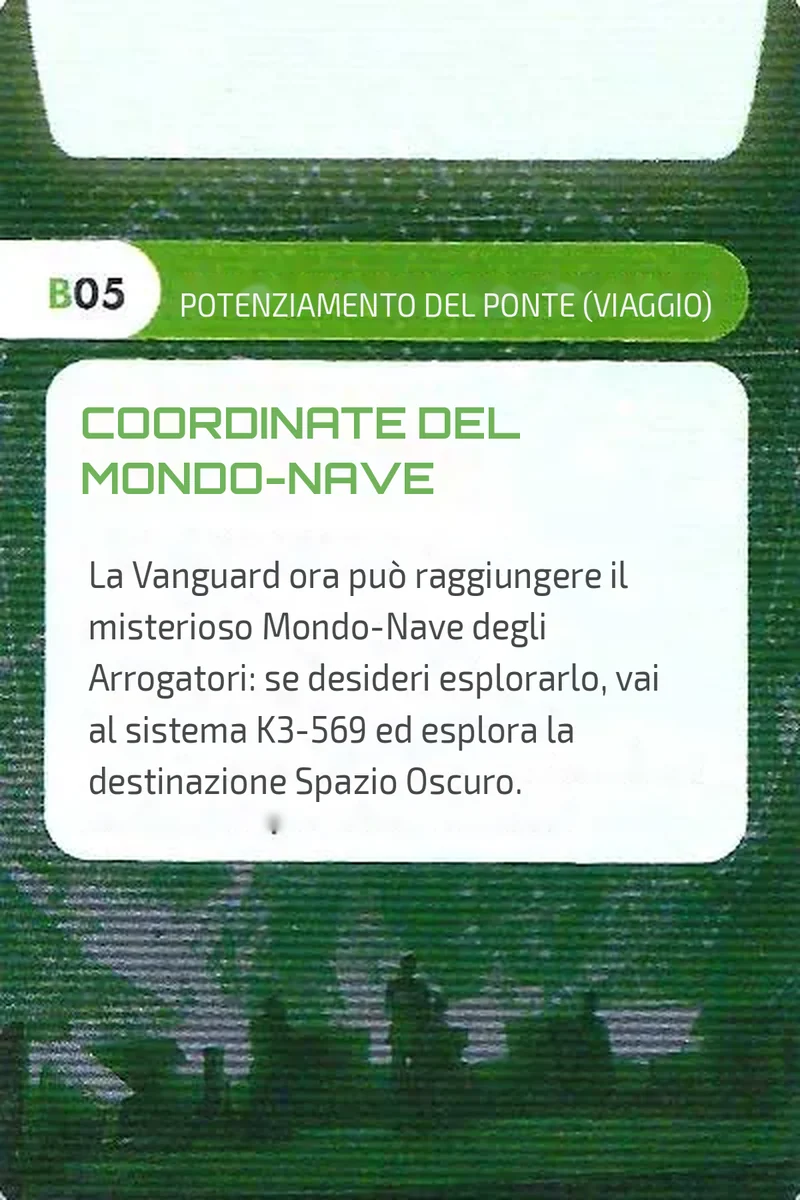 B05
POTENZIAMENTO DEL PONTE (VIAGGIO)
COORDINATE DEL
MONDO-NAVE
La Vanguard ora può raggiungere il
misterioso Mondo-Nave degli
Arrogatori: se desideri esplorarlo, vai
al sistema K3-569 ed esplora la
destinazione Spazio Oscuro.